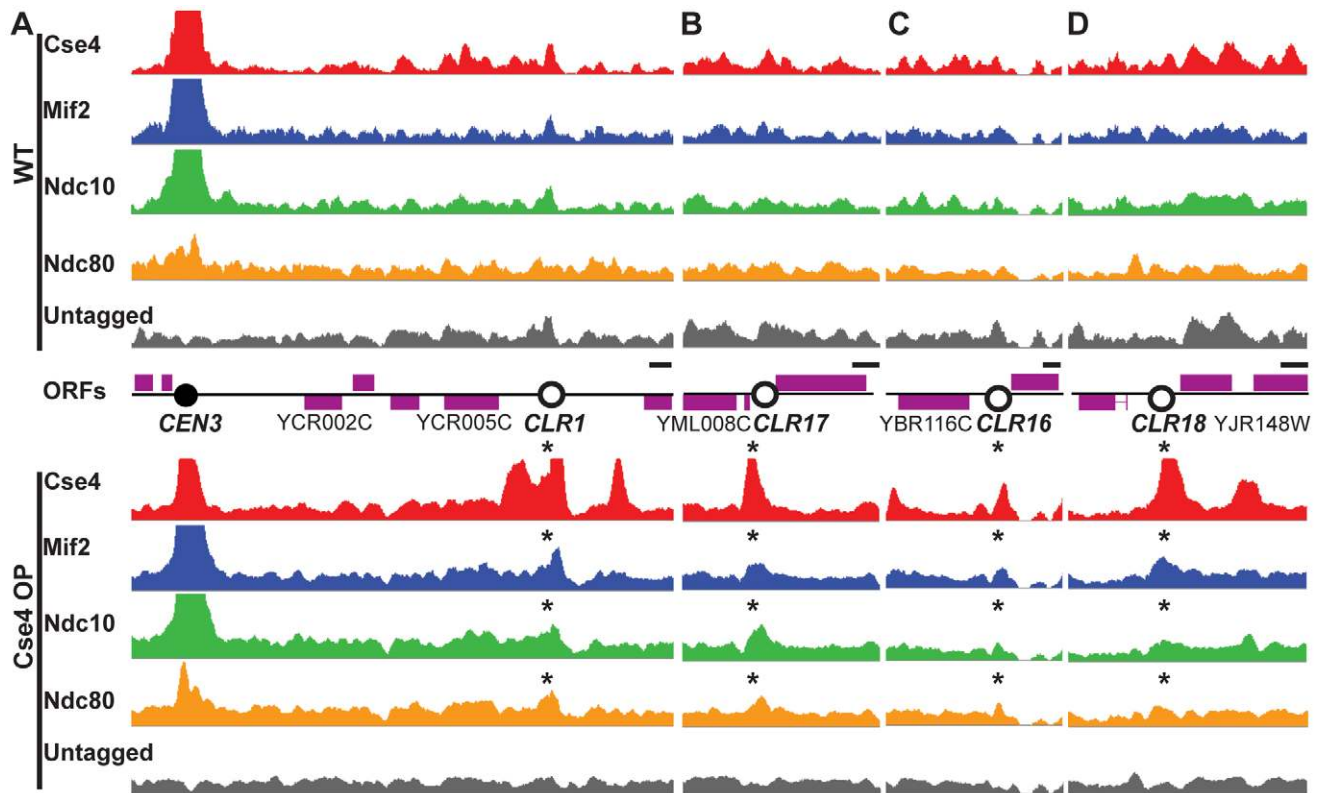 A B C D
WT
Cse4
Mif2
Ndc10
Ndc80
Untagged
ORFs
CEN3 YCR002C YCR005C CLR1 YML008C CLR17 YBR116C CLR16 CLR18 YJR148W
* * * *
Cse4 OP
Cse4
* * * *
Mif2
* * * *
Ndc10
* * * *
Ndc80
Untagged